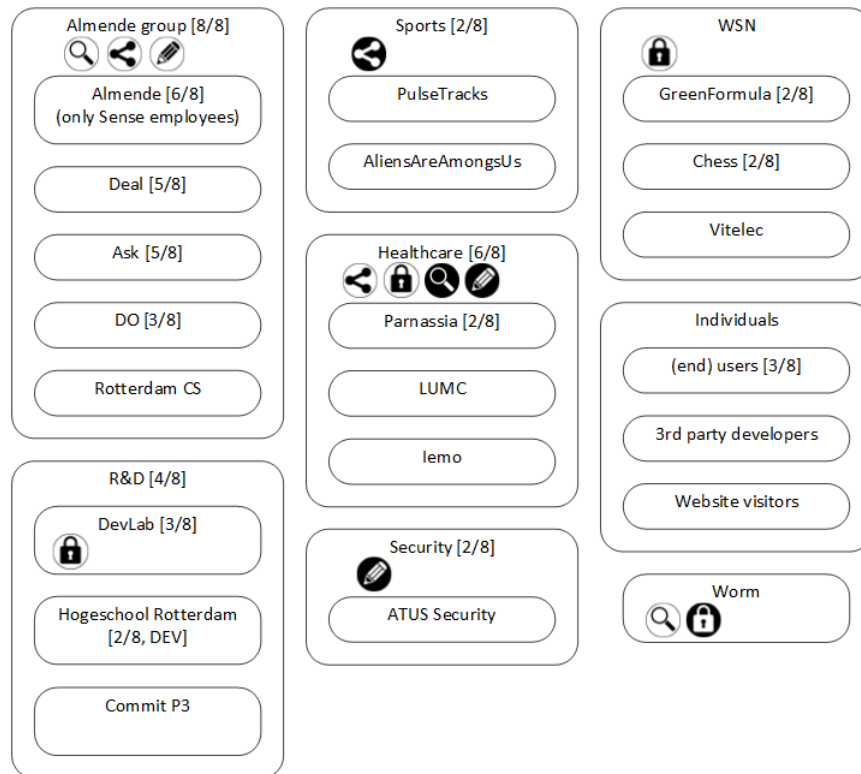 Almende group [8/8]
Almende [6/8]
(only Sense employees)
Deal [5/8]
Ask [5/8]
DO [3/8]
Rotterdam CS
R&D [4/8]
DevLab [3/8]
Hogeschool Rotterdam
[2/8, DEV]
Commit P3
Sports [2/8]
PulseTracks
AliensAreAmongsUs
Healthcare [6/8]
Parnassia [2/8]
LUMC
lemo
Security [2/8]
ATUS Security
WSN
GreenFormula [2/8]
Chess [2/8]
Vitelec
Individuals
(end) users [3/8]
3rd party developers
Website visitors
Worm